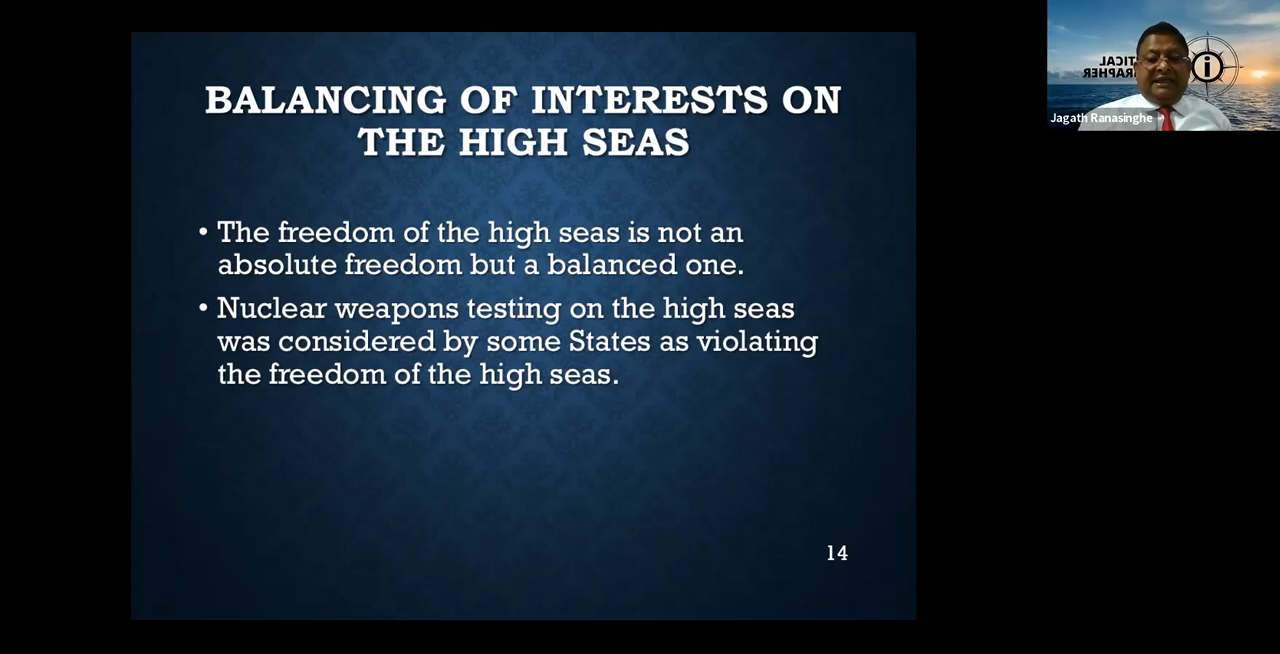 BALANCING OF INTERESTS ON
THE HIGH SEAS
• The freedom of the high seas is not an
absolute freedom but a balanced one.
• Nuclear weapons testing on the high seas
was considered by some States as violating
the freedom of the high seas.
14
Jagath Ranasinghe